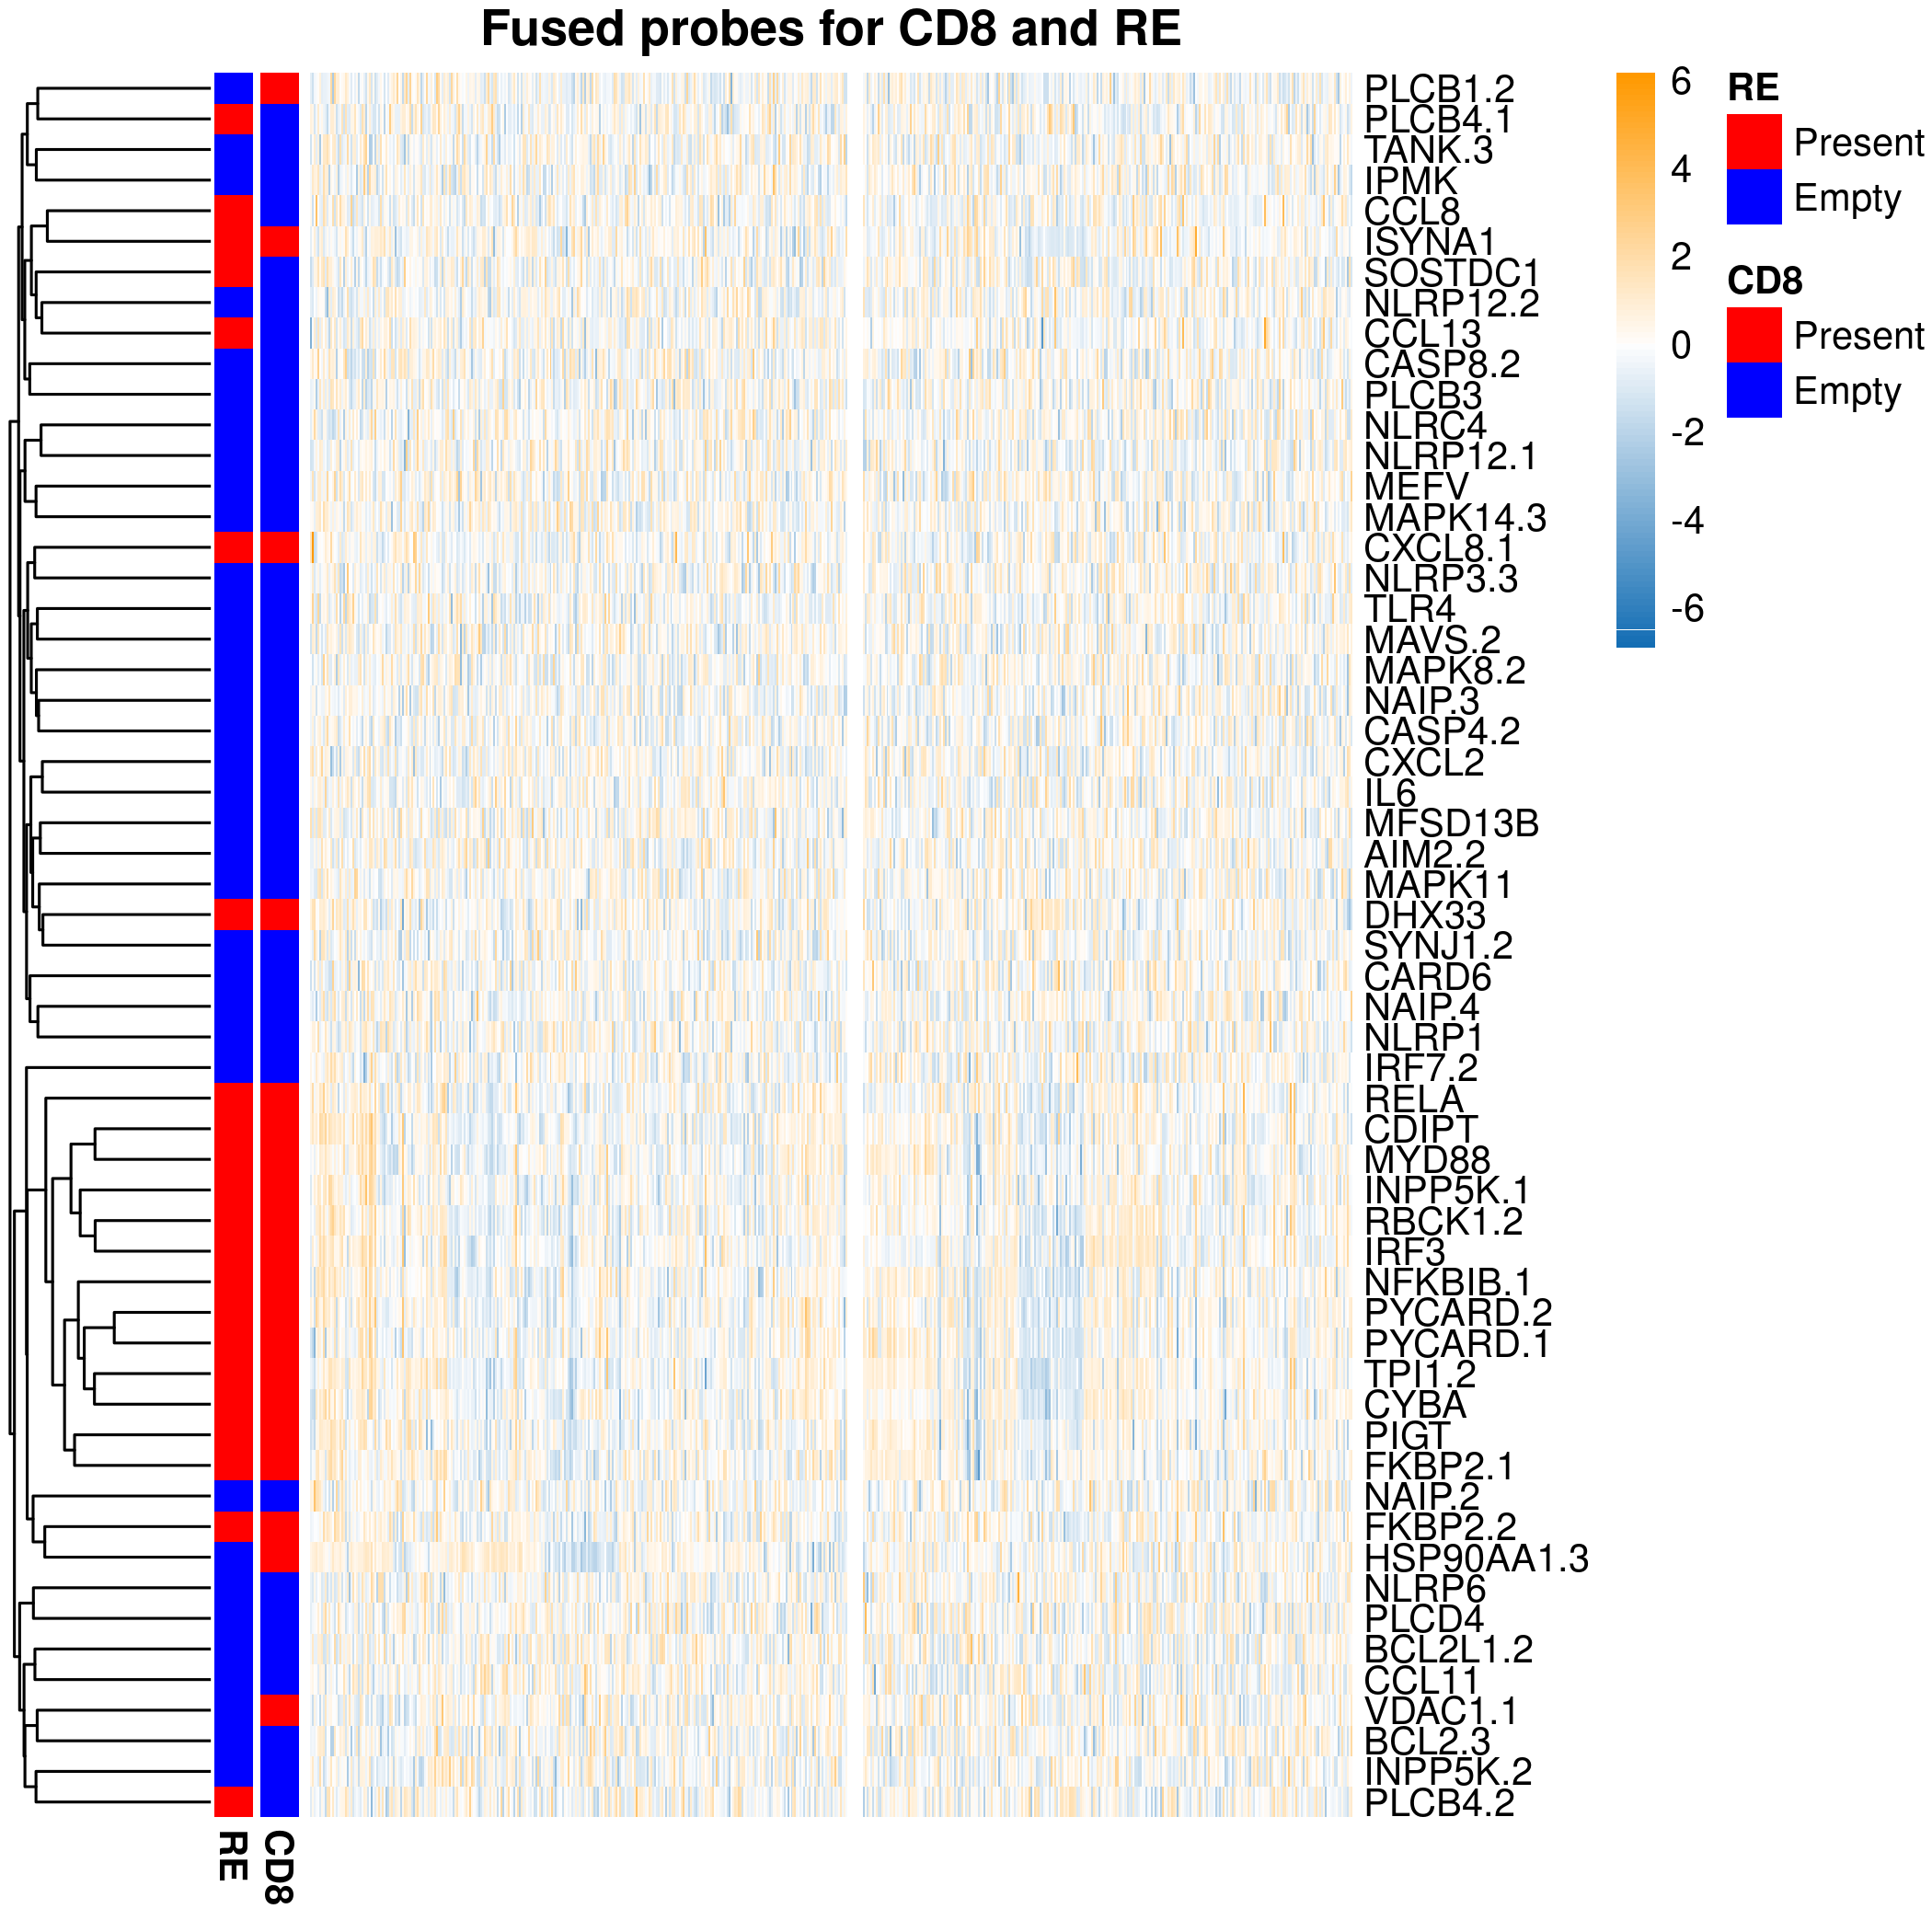 Fused probes for CD8 and RE
PLCB1.2
PLCB4.1
TANK.3
IPMK
CCL8
ISYNA1
SOSTDC1
NLRP12.2
CCL13
CASP8.2
PLCB3
NLRC4
NLRP12.1
MEFV
MAPK14.3
CXCL8.1
NLRP3.3
TLR4
MAVS.2
MAPK8.2
NAIP.3
CASP4.2
CXCL2
IL6
MFSD13B
AIM2.2
MAPK11
DHX33
SYNJ1.2
CARD6
NAIP.4
NLRP1
IRF7.2
RELA
CDIPT
MYD88
INPP5K.1
RBCK1.2
IRF3
NFKBIB.1
PYCARD.2
PYCARD.1
TPI1.2
CYBA
PIGT
FKBP2.1
NAIP.2
FKBP2.2
HSP90AA1.3
NLRP6
PLCD4
BCL2L1.2
CCL11
VDAC1.1
BCL2.3
INPP5K.2
PLCB4.2
6
4
2
0
-2
-4
-6
RE
Present
Empty
CD8
Present
Empty
RE
CD8